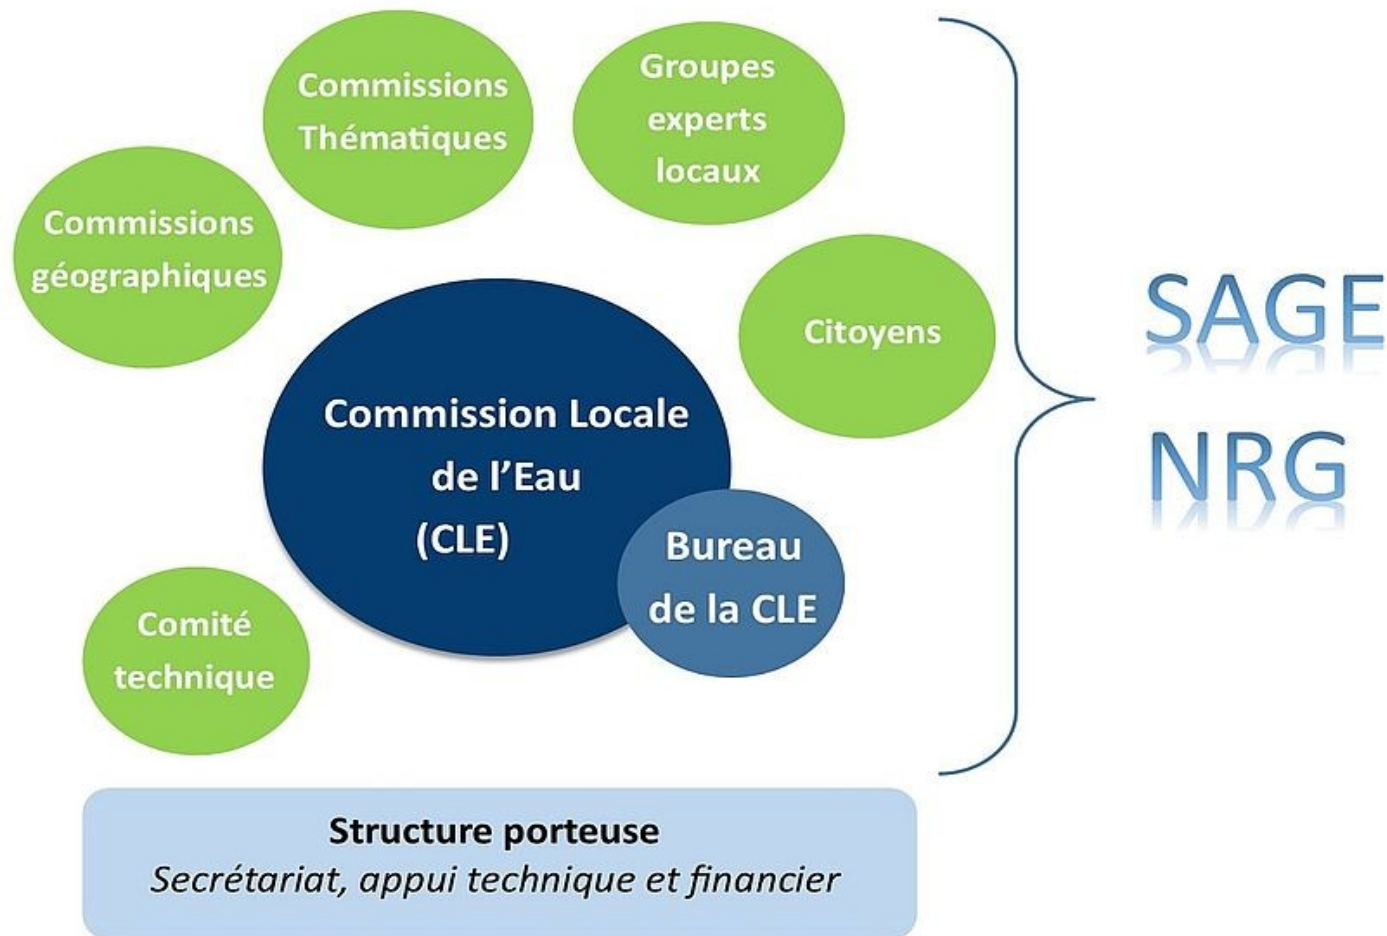 Commissions
Thématiques
Groupes
experts
locaux
Commissions
géographiques
Citoyens
Commission Locale
de l’Eau
(CLE)
Bureau
de la CLE
Comité
technique
SAGE
NRG
Structure porteuse
Secrétariat, appui technique et financier